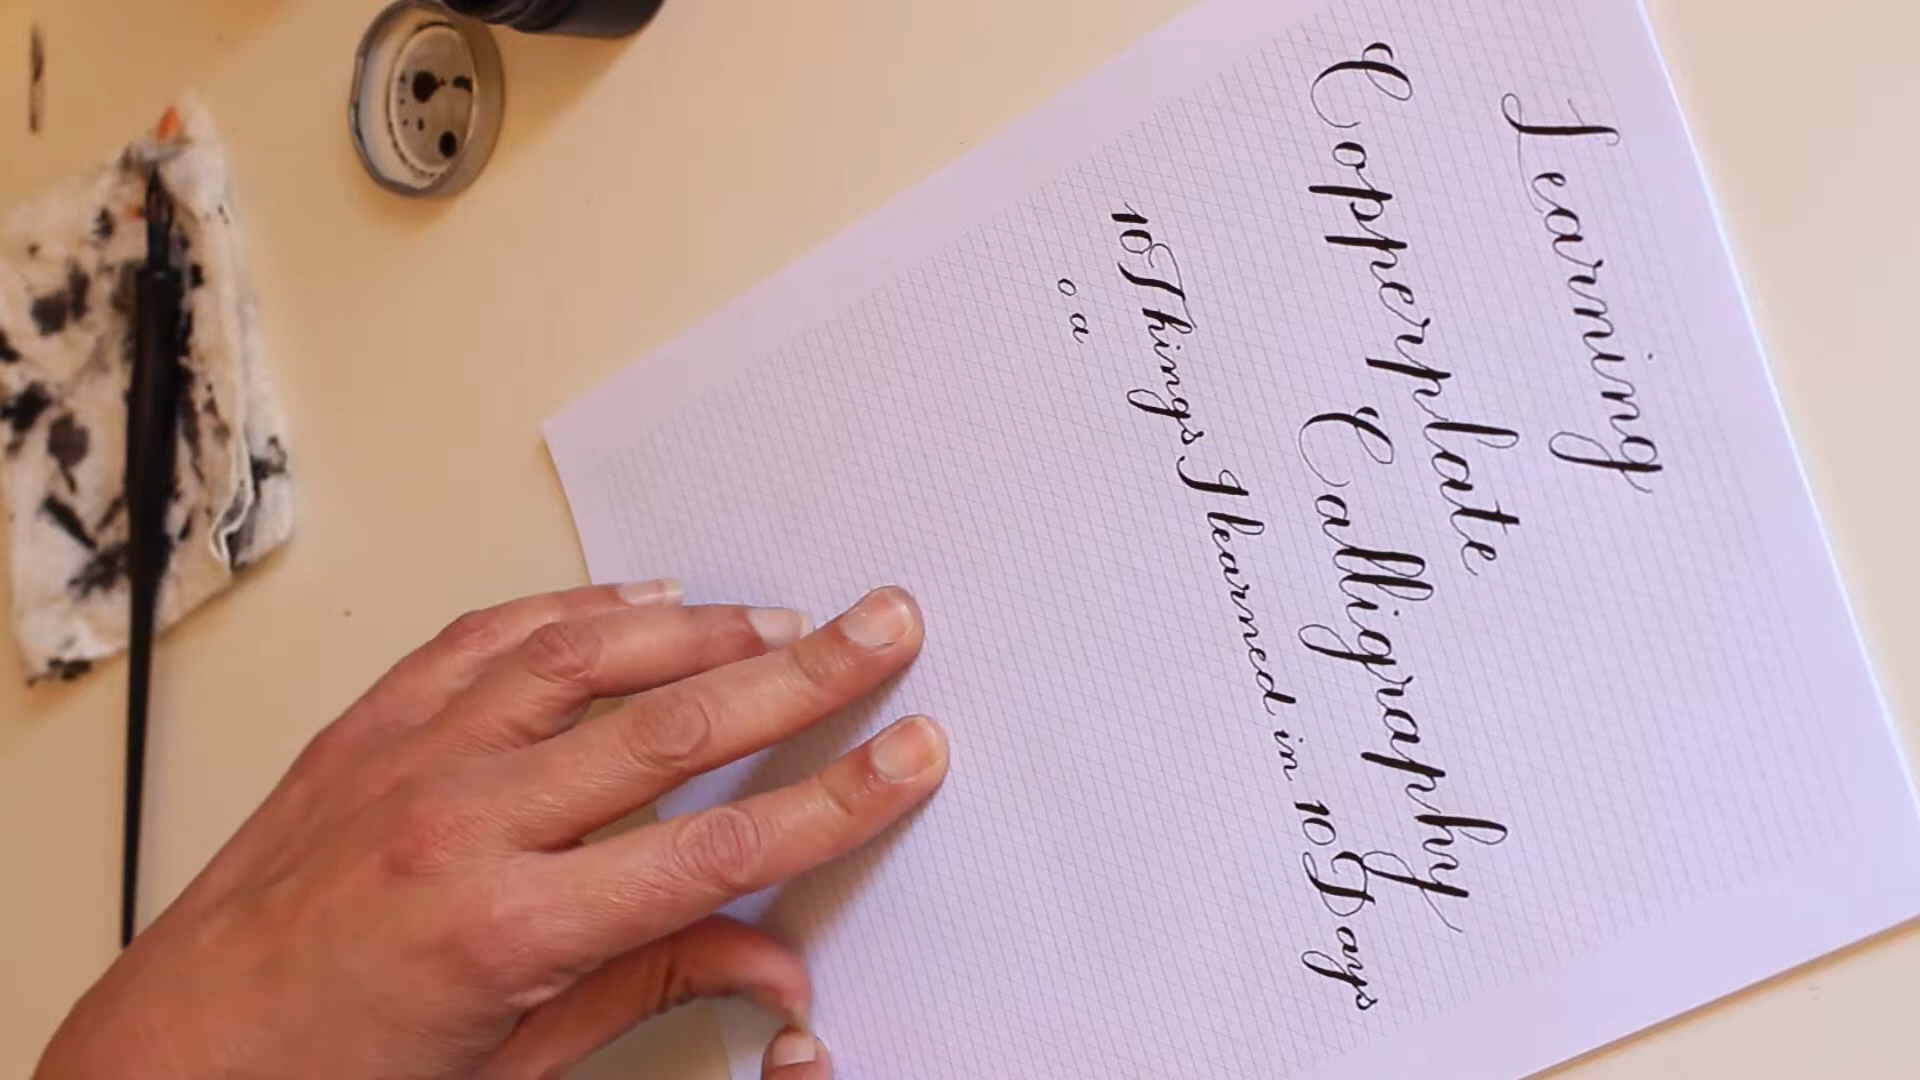 Learning
Copperplate
Calligraphy
10 Things I learned in 10 Days
o a